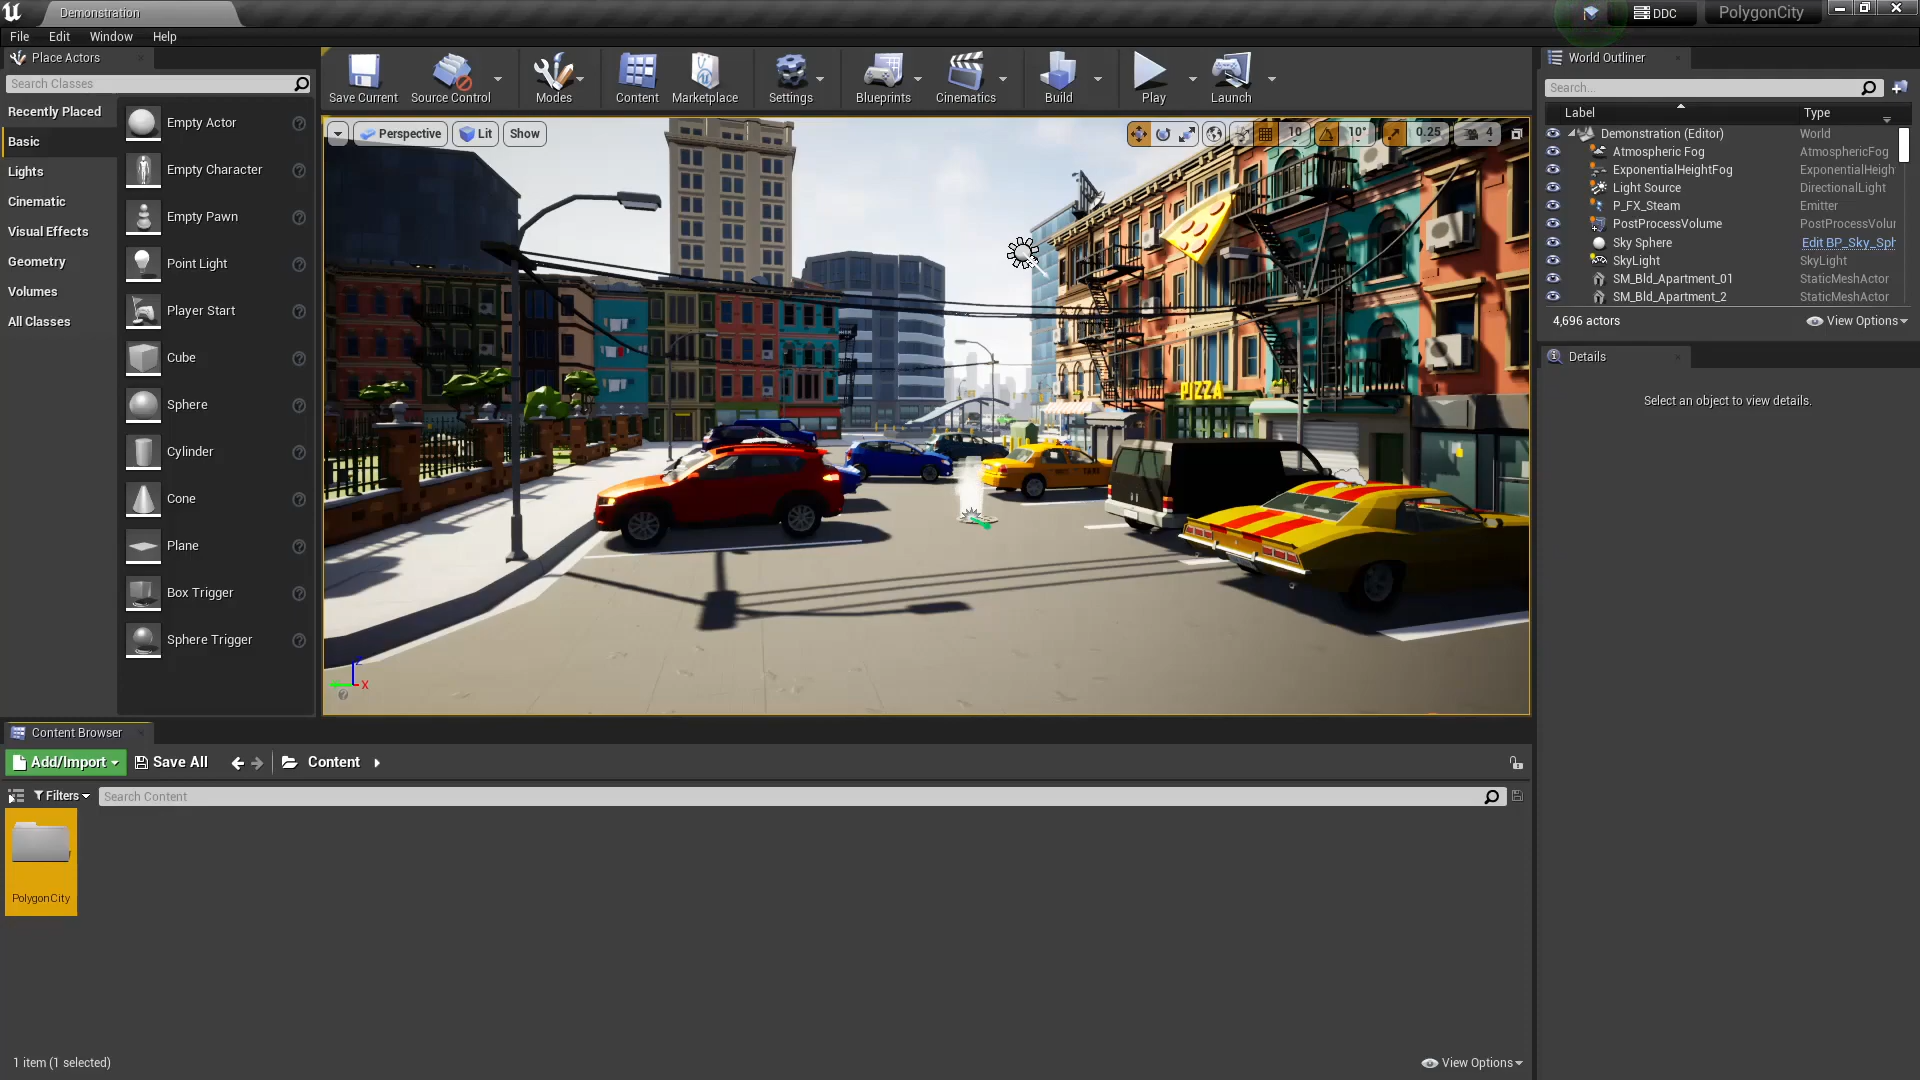 Demonstration
DDC
PolygonCity
File Edit Window Help
Place Actors
Search Classes
Recently Placed
Basic
Lights
Cinematic
Visual Effects
Geometry
Volumes
All Classes
Empty Actor
Empty Character
Empty Pawn
Point Light
Player Start
Cube
Sphere
Cylinder
Cone
Plane
Box Trigger
Sphere Trigger
Save Current
Source Control
Modes
Content
Marketplace
Settings
Blueprints
Cinematics
Build
Play
Launch
Perspective
Lit
Show
10
10°
0.25
4
PIZZA
TAXI
X
World Outliner
Search...
Label Type
Demonstration (Editor) World
Atmospheric Fog AtmosphericFog
ExponentialHeightFog ExponentialHeigh
Light Source DirectionalLight
P_FX_Steam Emitter
PostProcessVolume PostProcessVolu
Sky Sphere Edit BP_Sky_Sph
SkyLight SkyLight
SM_Bld_Apartment_01 StaticMeshActor
SM_Bld_Apartment_2 StaticMeshActor
4,696 actors
View Options
Details
Select an object to view details.
Content Browser
Add/Import
Save All
Content
Filters
Search Content
PolygonCity
1 item (1 selected)
View Options